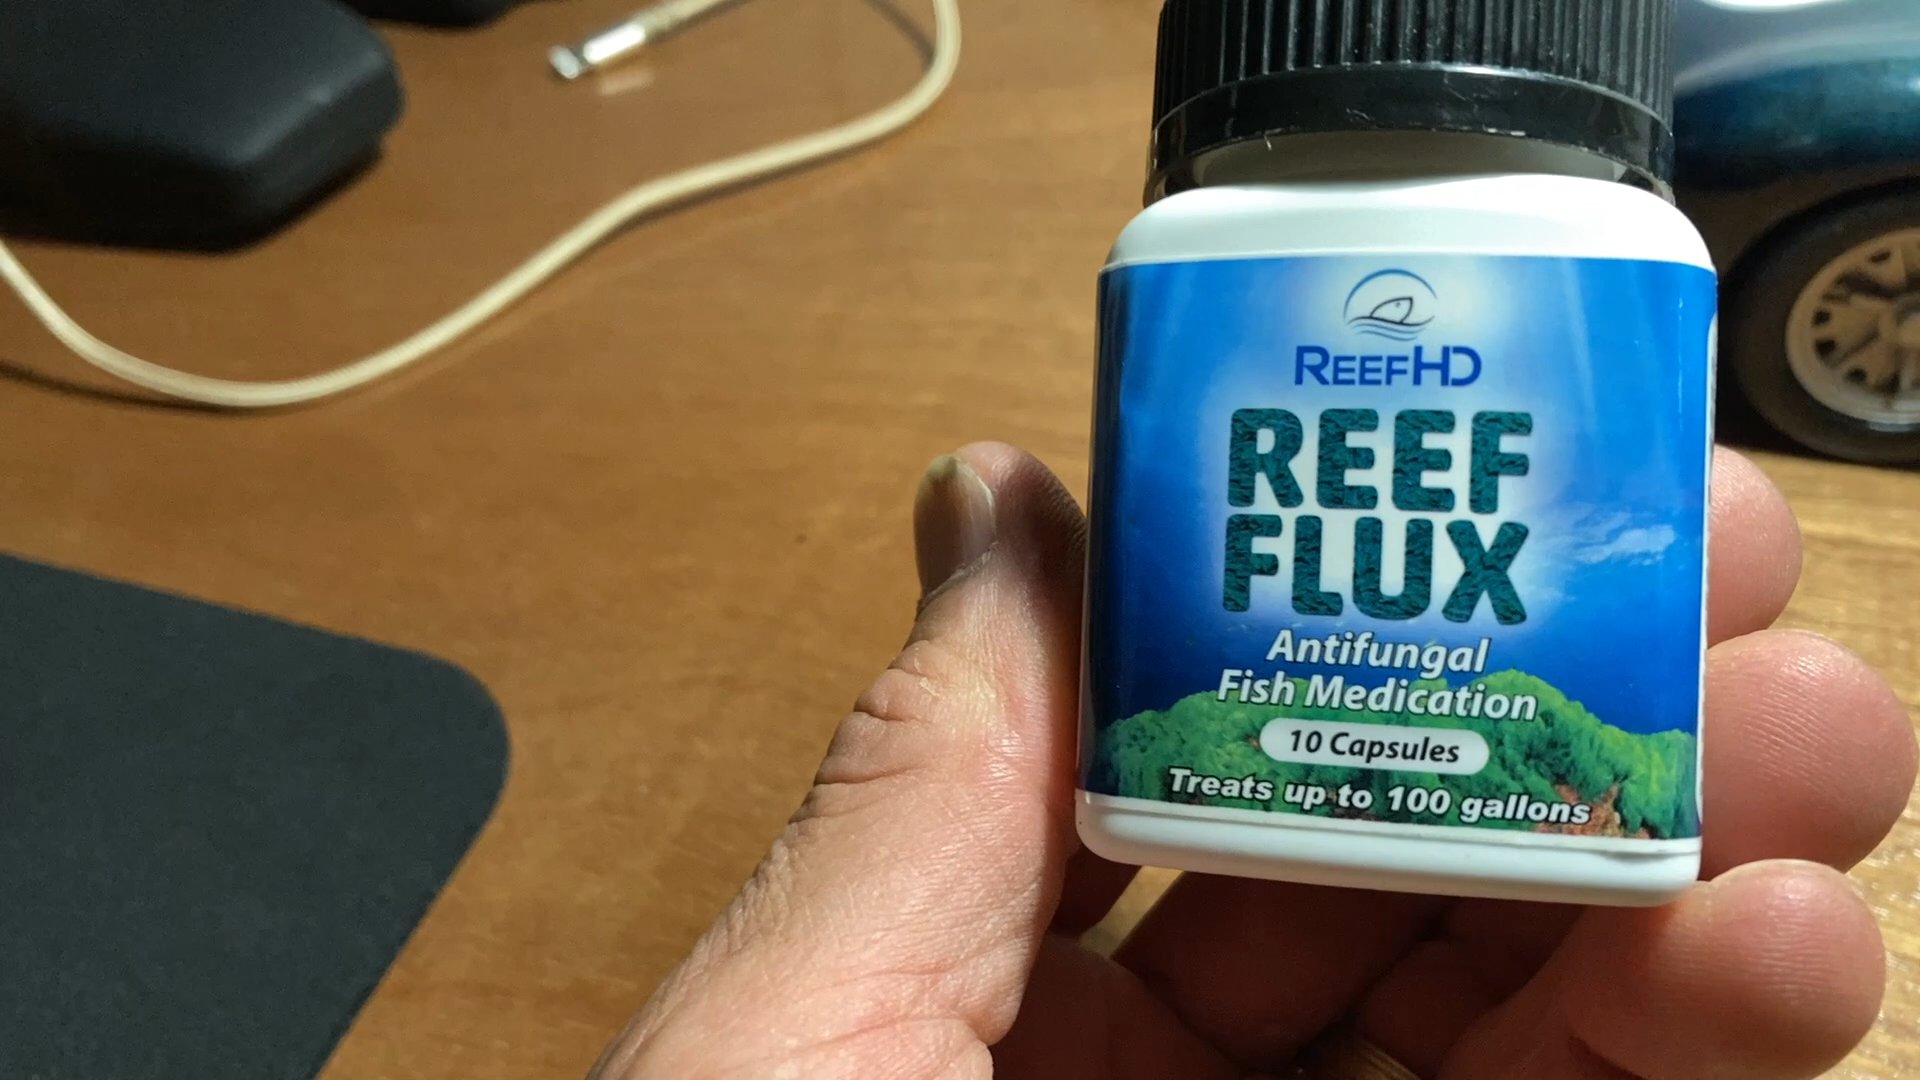 REEFHD
REEF
FLUX
Antifungal
Fish Medication
10 Capsules
Treats up to 100 gallons